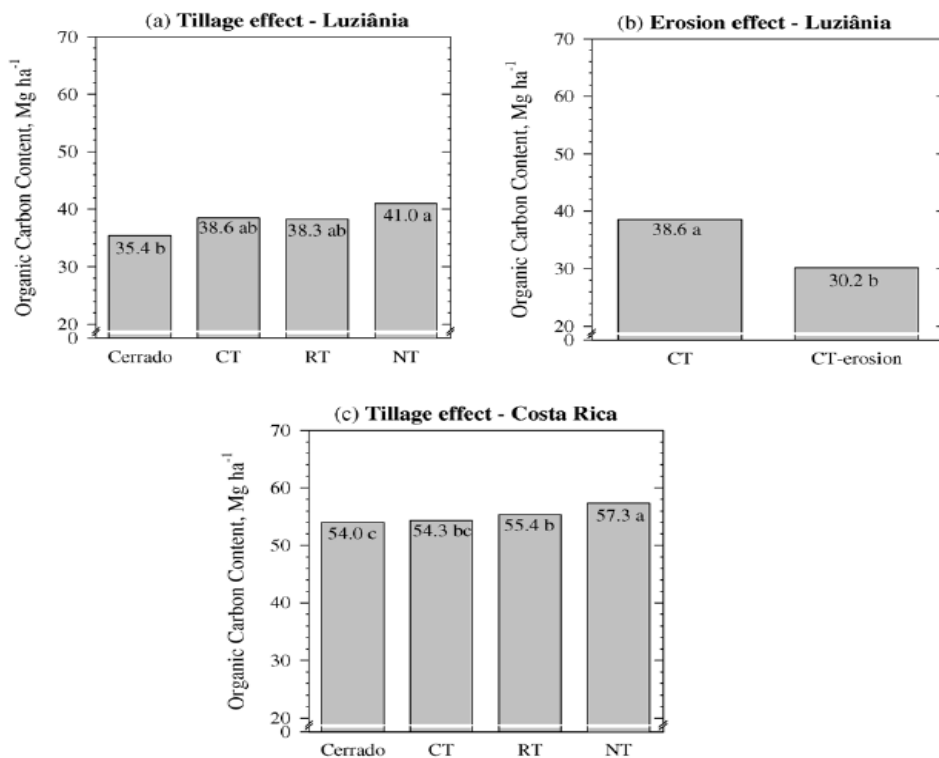 (a) Tillage effect - Luziânia
Organic Carbon Content, Mg ha⁻¹
70
60
50
40
30
20
0
35.4 b
38.6 ab
38.3 ab
41.0 a
Cerrado CT RT NT
(b) Erosion effect - Luziânia
Organic Carbon Content, Mg ha⁻¹
70
60
50
40
30
20
0
38.6 a
30.2 b
CT CT-erosion
(c) Tillage effect - Costa Rica
Organic Carbon Content, Mg ha⁻¹
70
60
50
40
30
20
0
54.0 c
54.3 bc
55.4 b
57.3 a
Cerrado CT RT NT